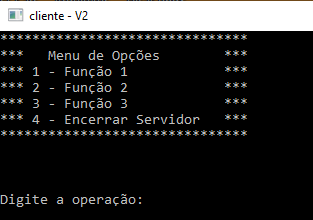 cliente - V2
*******************************
***   Menu de Opções        ***
*** 1 - Função 1            ***
*** 2 - Função 2            ***
*** 3 - Função 3            ***
*** 4 - Encerrar Servidor   ***
*******************************
Digite a operação: